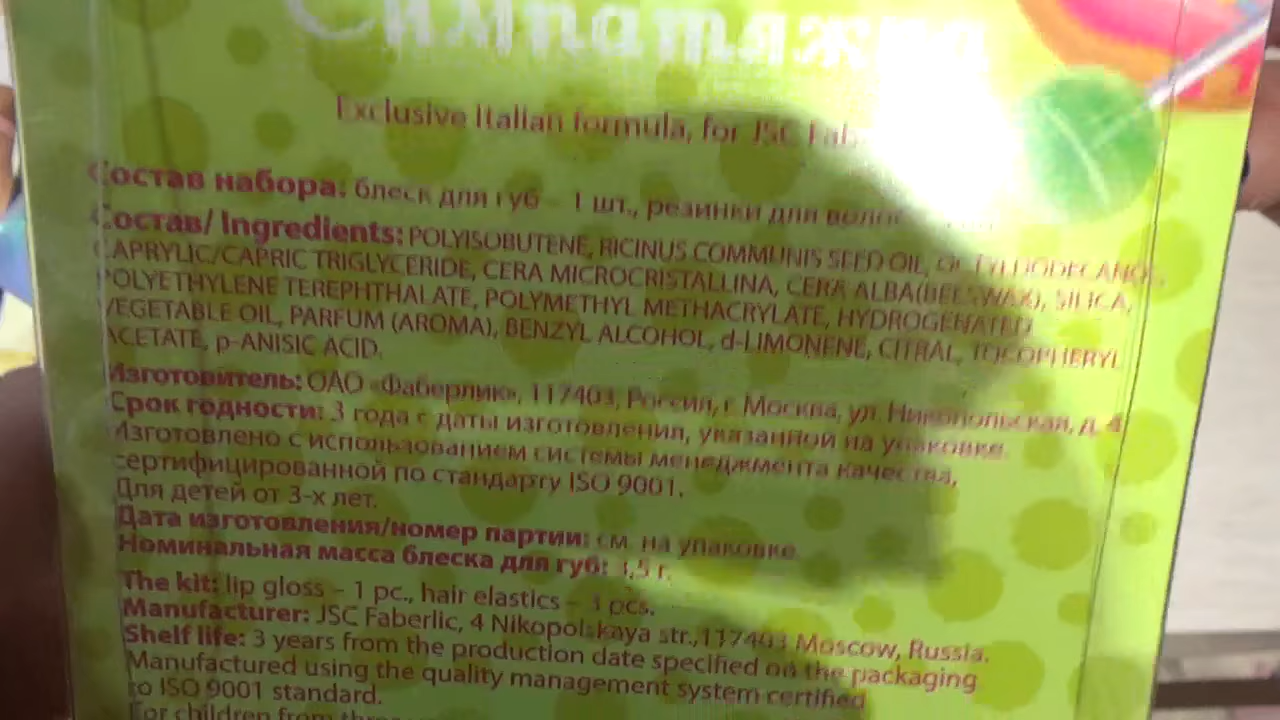 Симпатяжка
Exclusive Italian formula, for JSC
Состав набора: блеск для губ – 1 шт., резинки для
Состав/ Ingredients: POLYISOBUTENE, RICINUS COMMUNIS SEED OIL,
CAPRYLIC/CAPRIC TRIGLYCERIDE, CERA MICROCRISTALLINA, CERA ALBA(BEESWAX), SILICA,
POLYETHYLENE TEREPHTHALATE, POLYMETHYL METHACRYLATE, HYDROGENATED
VEGETABLE OIL, PARFUM (AROMA), BENZYL ALCOHOL, d-LIMONENE, CITRAL, TOCOPHERYL
ACETATE, p-ANISIC ACID.
Изготовитель: ОАО «Фаберлик», 117403, Россия, г. Москва, ул. Никопольская, д. 4
Срок годности: 3 года с даты изготовления, указанной на упаковке.
Изготовлено с использованием системы менеджмента качества,
сертифицированной по стандарту ISO 9001.
Для детей от 3-х лет.
Дата изготовления/номер партии: см. на упаковке.
Номинальная масса блеска для губ: 3,5 г.
The kit: lip gloss – 1 pc., hair elastics – 3 pcs.
Manufacturer: JSC Faberlic, 4 Nikopolskaya str.,117403 Moscow, Russia.
Shelf life: 3 years from the production date specified on the packaging
Manufactured using the quality management system certified
to ISO 9001 standard.
For children from